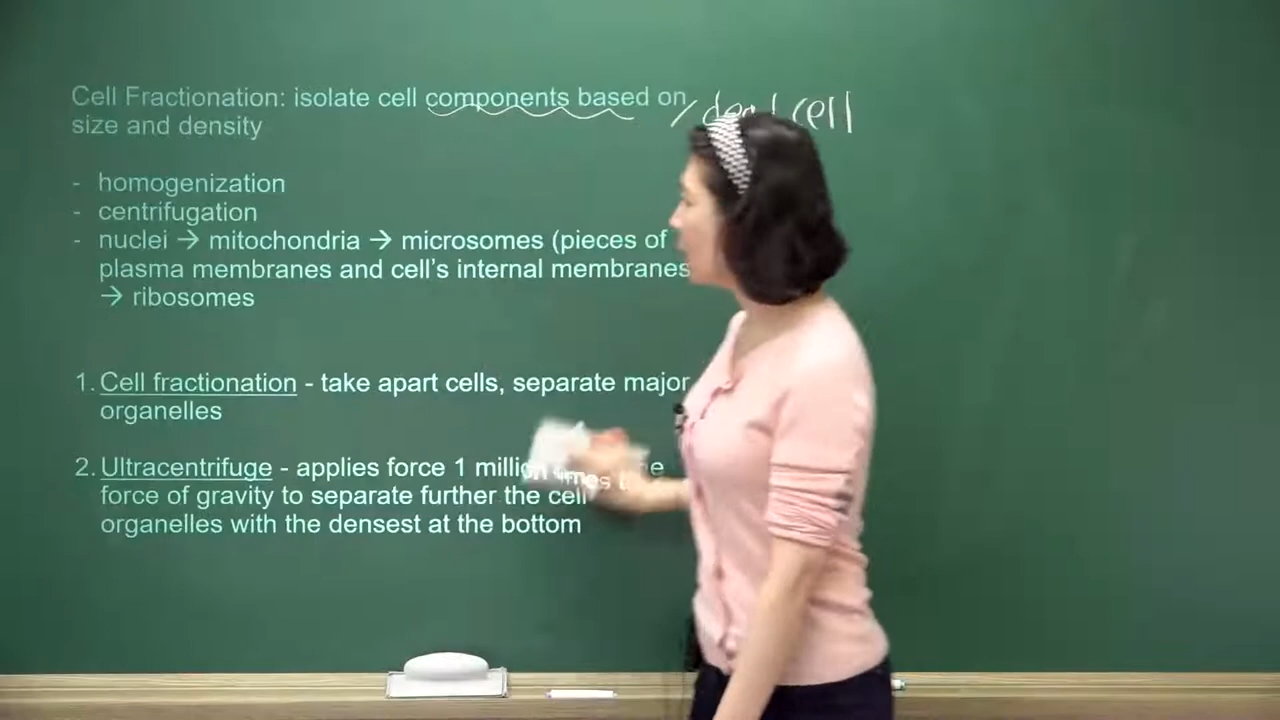 Cell Fractionation: isolate cell components based on
size and density
/ cell
- homogenization
- centrifugation
- nuclei → mitochondria → microsomes (pieces of
plasma membranes and cell's internal membranes
→ ribosomes
1. Cell fractionation - take apart cells, separate major
organelles
2. Ultracentrifuge - applies force 1
force of gravity to separate further the cell
organelles with the densest at the bottom